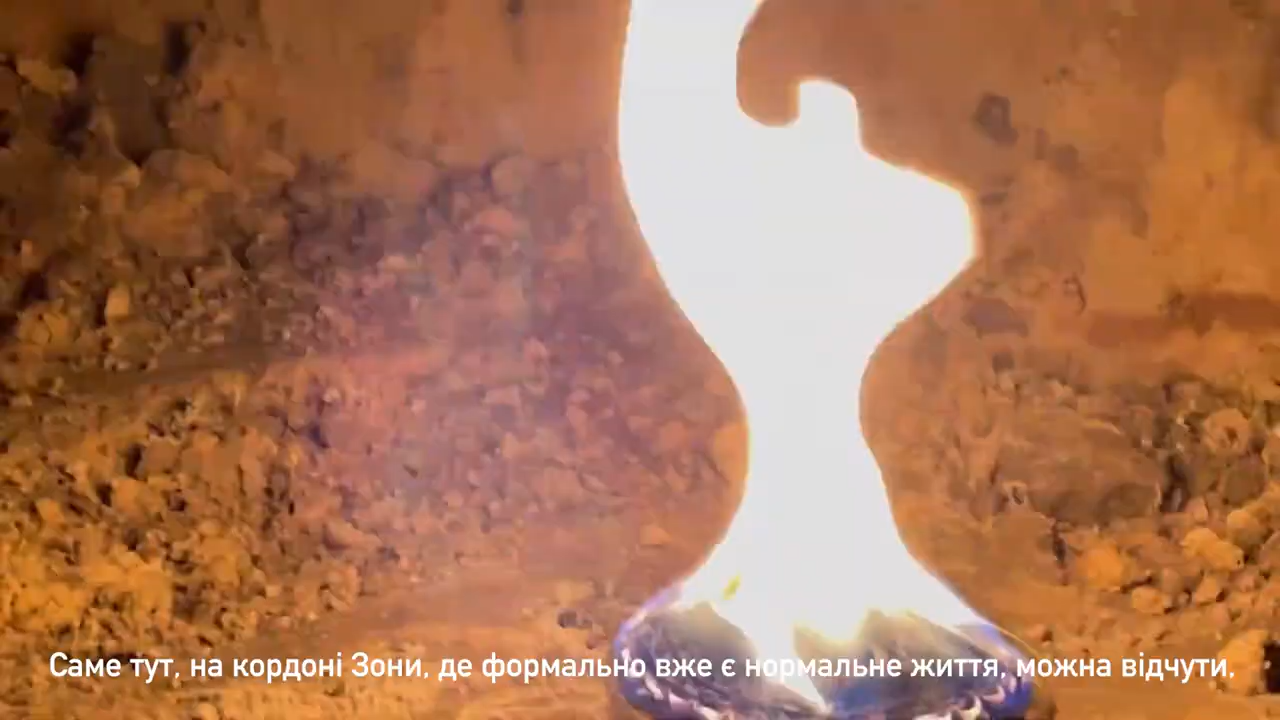 Саме тут, на кордоні Зони, де формально вже є нормальне життя, можна відчути,